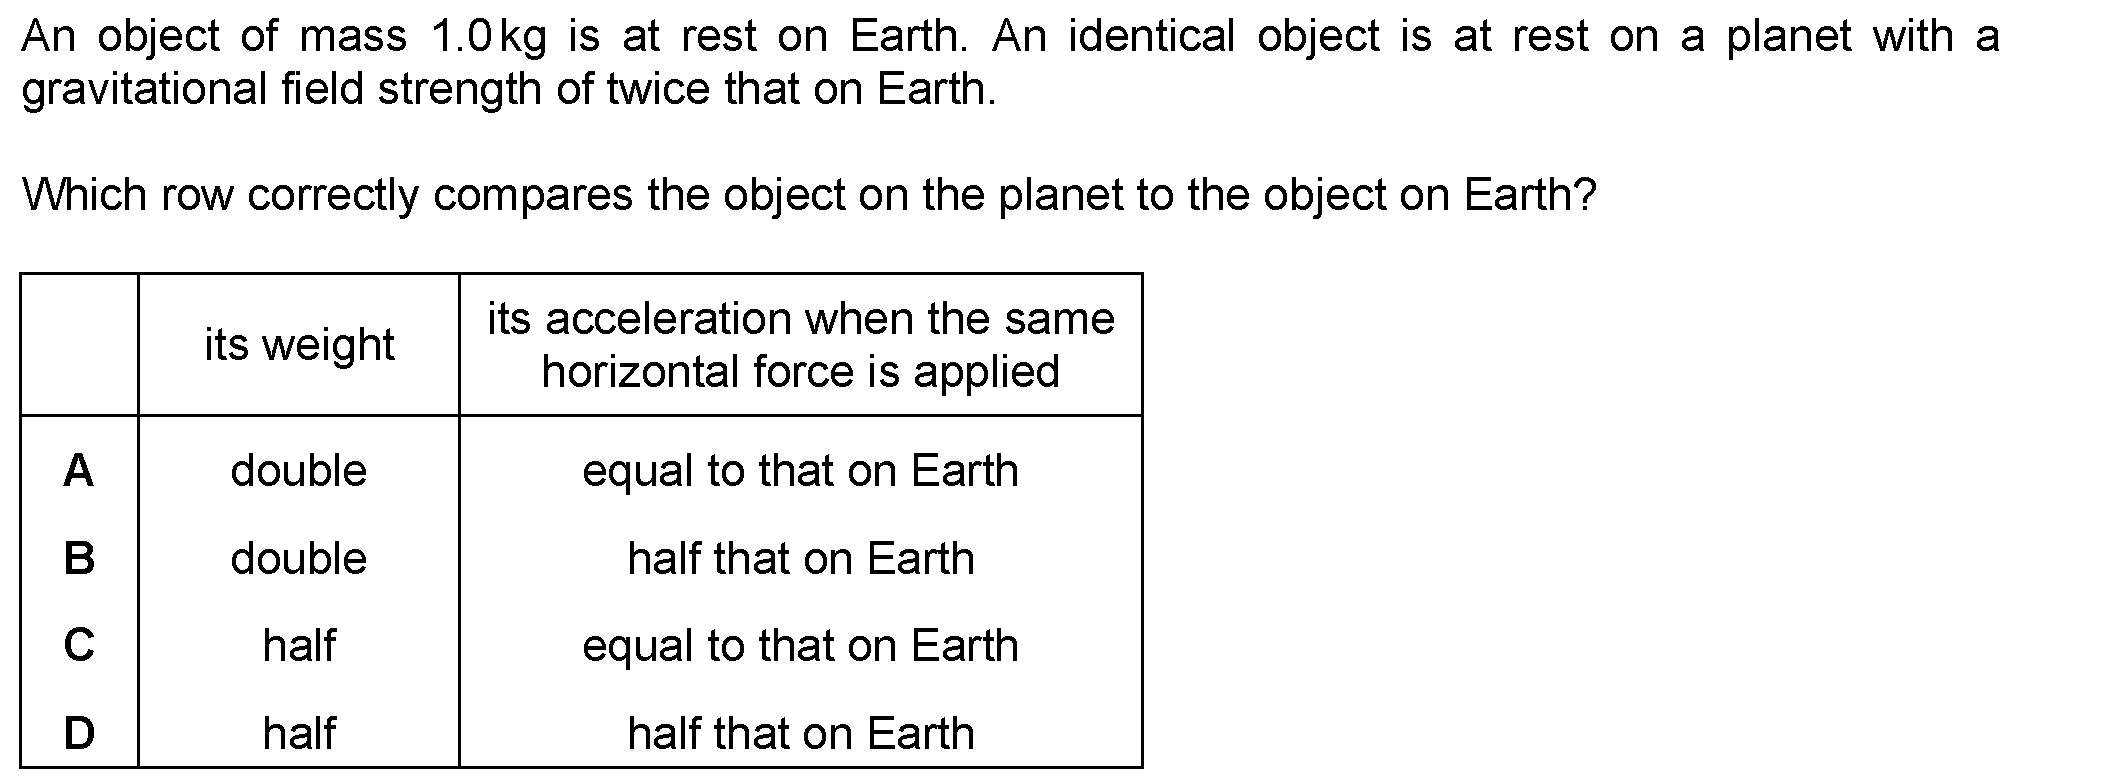 An object of mass 1.0 kg is at rest on Earth. An identical object is at rest on a planet with a
gravitational field strength of twice that on Earth.
Which row correctly compares the object on the planet to the object on Earth?
its weight its acceleration when the same
horizontal force is applied
A double equal to that on Earth
B double half that on Earth
C half equal to that on Earth
D half half that on Earth